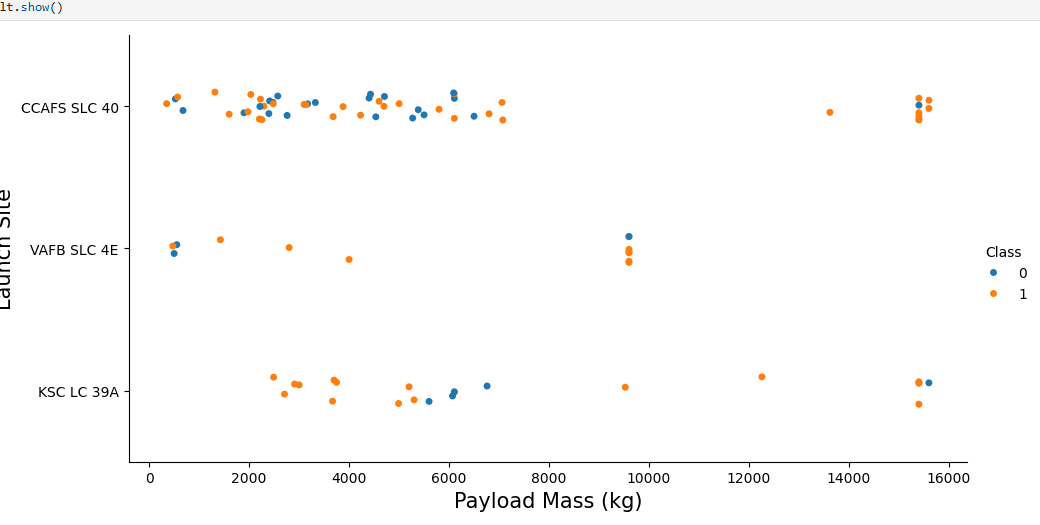 lt.show()
CCAFS SLC 40
VAFB SLC 4E
KSC LC 39A
Launch Site
0 2000 4000 6000 8000 10000 12000 14000 16000
Payload Mass (kg)
Class
0
1